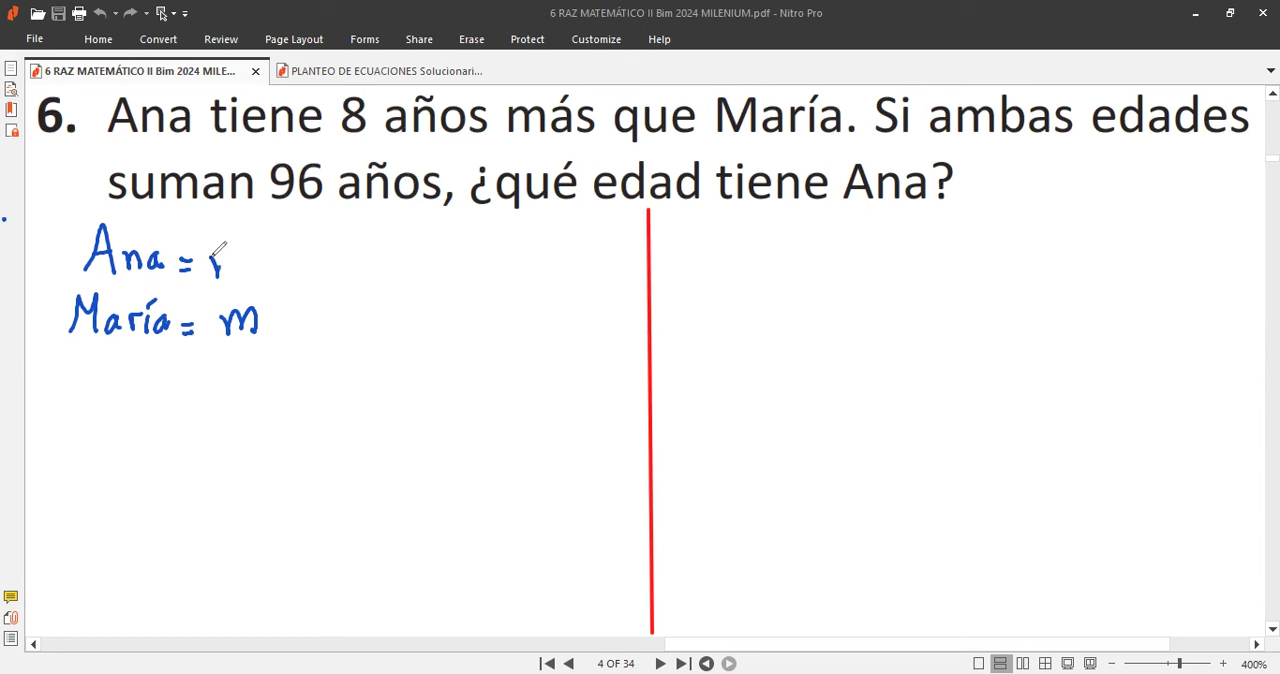 6 RAZ MATEMÁTICO II Bim 2024 MILENIUM.pdf - Nitro Pro
File Home Convert Review Page Layout Forms Share Erase Protect Customize Help
6 RAZ MATEMÁTICO II Bim 2024 MILE... PLANTEO DE ECUACIONES Solucionari...
6. Ana tiene 8 años más que María. Si ambas edades
suman 96 años, ¿qué edad tiene Ana?
Ana =
María = m
4 OF 34
400%